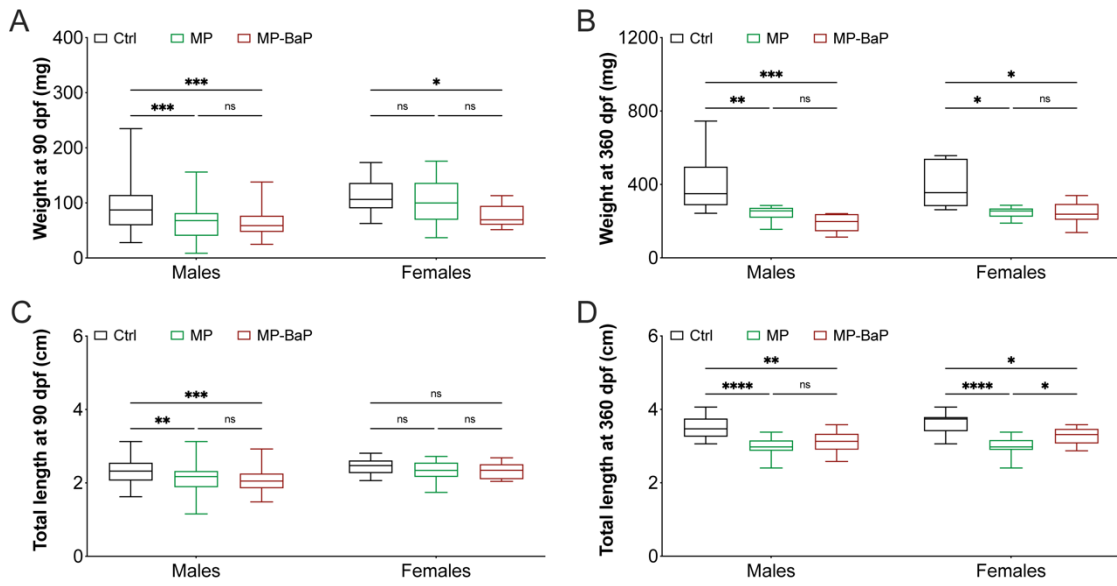 A
Weight at 90 dpf (mg)
400
300
200
100
0
Ctrl MP MP-BaP
***
*** ns
*
ns ns
Males Females
B
Weight at 360 dpf (mg)
1200
800
400
0
Ctrl MP MP-BaP
***
** ns
*
* ns
Males Females
C
Total length at 90 dpf (cm)
6
4
2
0
Ctrl MP MP-BaP
***
** ns
ns
ns ns
Males Females
D
Total length at 360 dpf (cm)
6
4
2
0
Ctrl MP MP-BaP
**
**** ns
*
**** *
Males Females